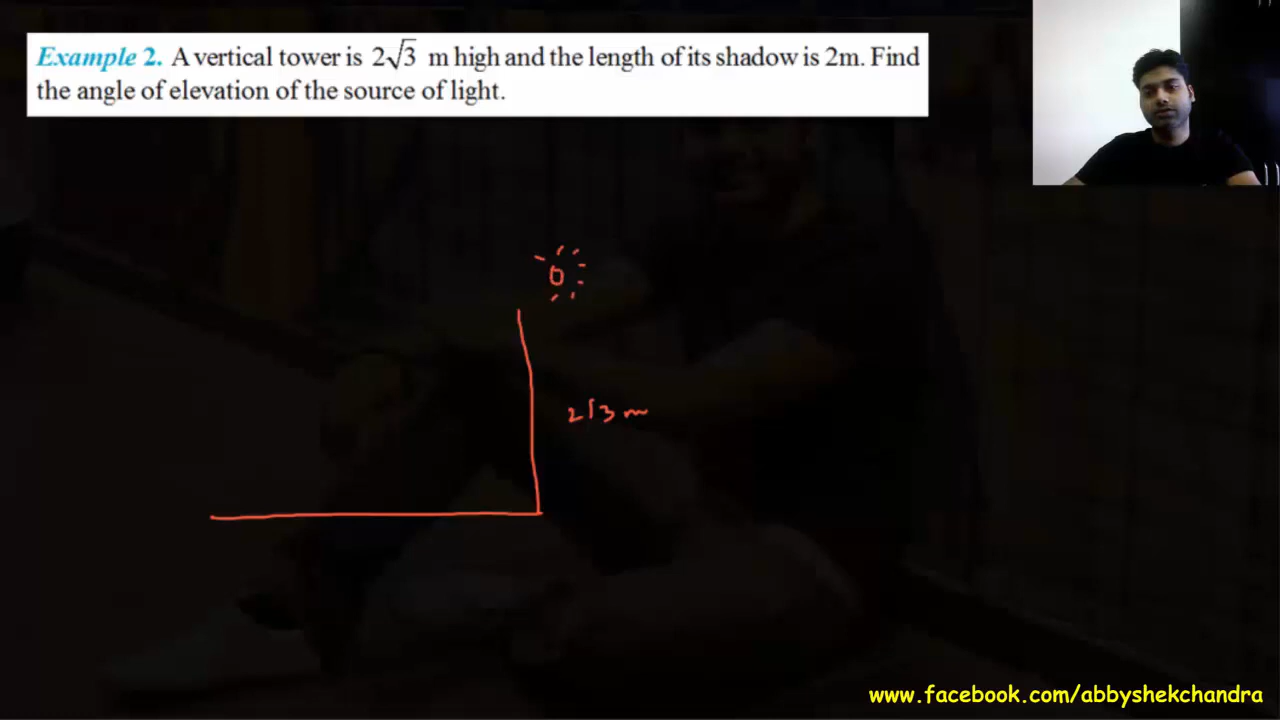 Example 2. A vertical tower is 2√3 m high and the length of its shadow is 2m. Find
the angle of elevation of the source of light.
2√3 m
www.facebook.com/abbyshekchandra